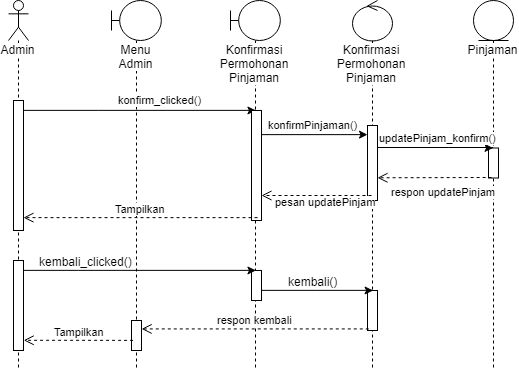 Admin
Menu
Admin
Konfirmasi
Permohonan
Pinjaman
Konfirmasi
Permohonan
Pinjaman
Pinjaman
konfirm_clicked()
konfirmPinjaman()
updatePinjam_konfirm()
respon updatePinjam
pesan updatePinjam
Tampilkan
kembali_clicked()
kembali()
respon kembali
Tampilkan